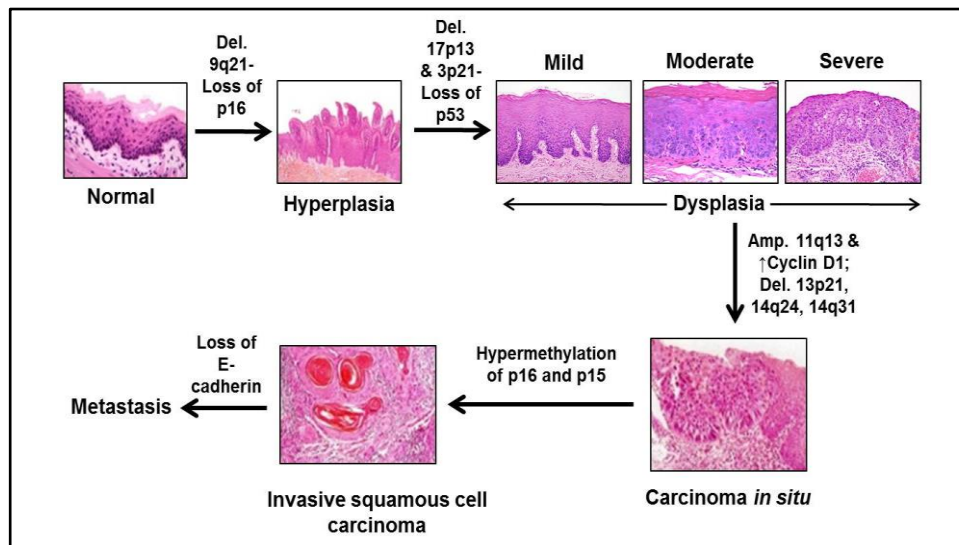 Del.
9q21-
Loss of
p16
Del.
17p13
& 3p21-
Loss of
p53
Mild
Moderate
Severe
Normal
Hyperplasia
Dysplasia
Amp. 11q13 &
↑Cyclin D1;
Del. 13p21,
14q24, 14q31
Carcinoma in situ
Hypermethylation
of p16 and p15
Invasive squamous cell
carcinoma
Loss of
E-
cadherin
Metastasis